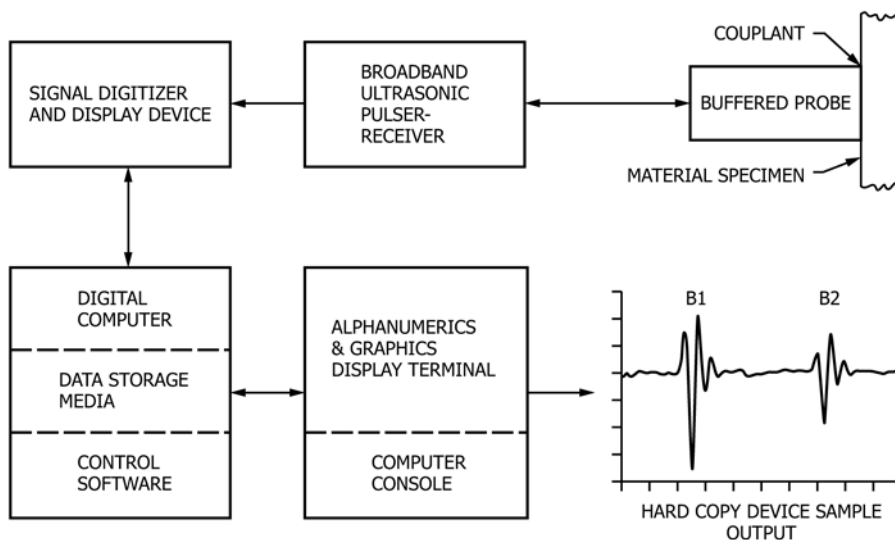 SIGNAL DIGITIZER
AND DISPLAY DEVICE
BROADBAND
ULTRASONIC
PULSER-
RECEIVER
COUPLANT
BUFFERED PROBE
MATERIAL SPECIMEN
DIGITAL
COMPUTER
DATA STORAGE
MEDIA
CONTROL
SOFTWARE
ALPHANUMERICS
& GRAPHICS
DISPLAY TERMINAL
COMPUTER
CONSOLE
B1
B2
HARD COPY DEVICE SAMPLE
OUTPUT